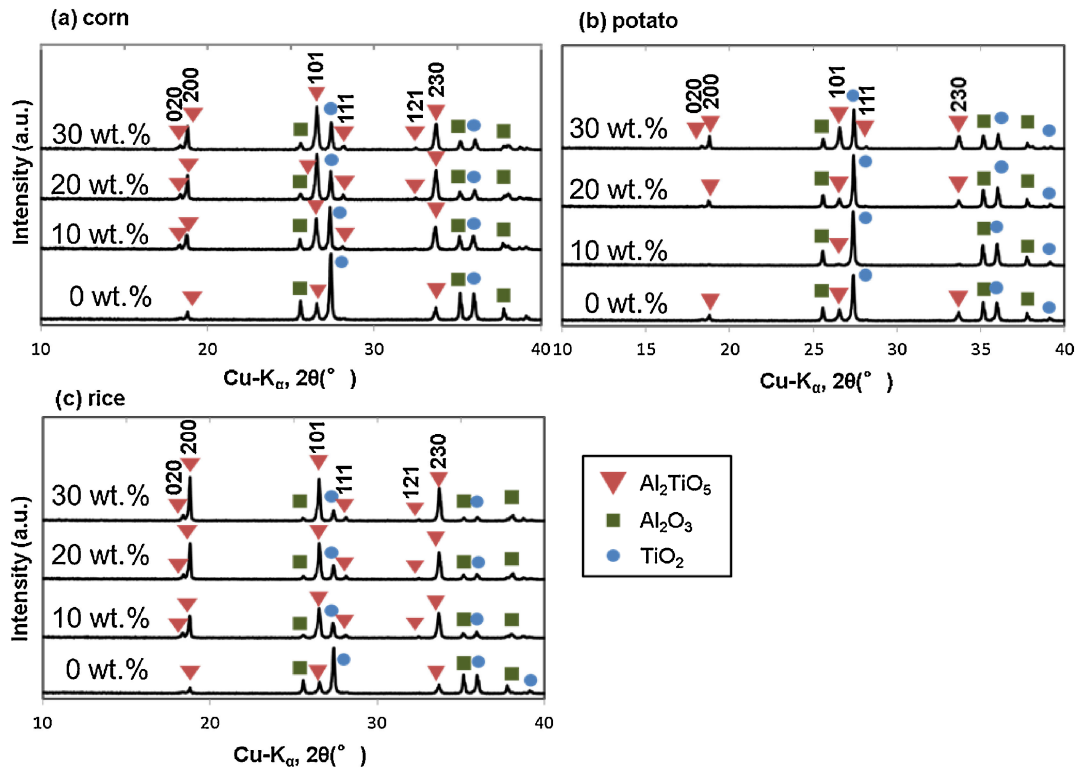 (a) corn
Intensity (a.u.)
020
200
101
111
121
230
30 wt.%
20 wt.%
10 wt.%
0 wt.%
10
20
30
40
Cu-Kα, 2θ(° )
(b) potato
020
200
101
111
230
30 wt.%
20 wt.%
10 wt.%
0 wt.%
10
15
20
25
30
35
40
Cu-Kα, 2θ(° )
(c) rice
Intensity (a.u.)
020
200
101
111
121
230
30 wt.%
20 wt.%
10 wt.%
0 wt.%
10
20
30
40
Cu-Kα, 2θ(° )
Al₂TiO₅
Al₂O₃
TiO₂